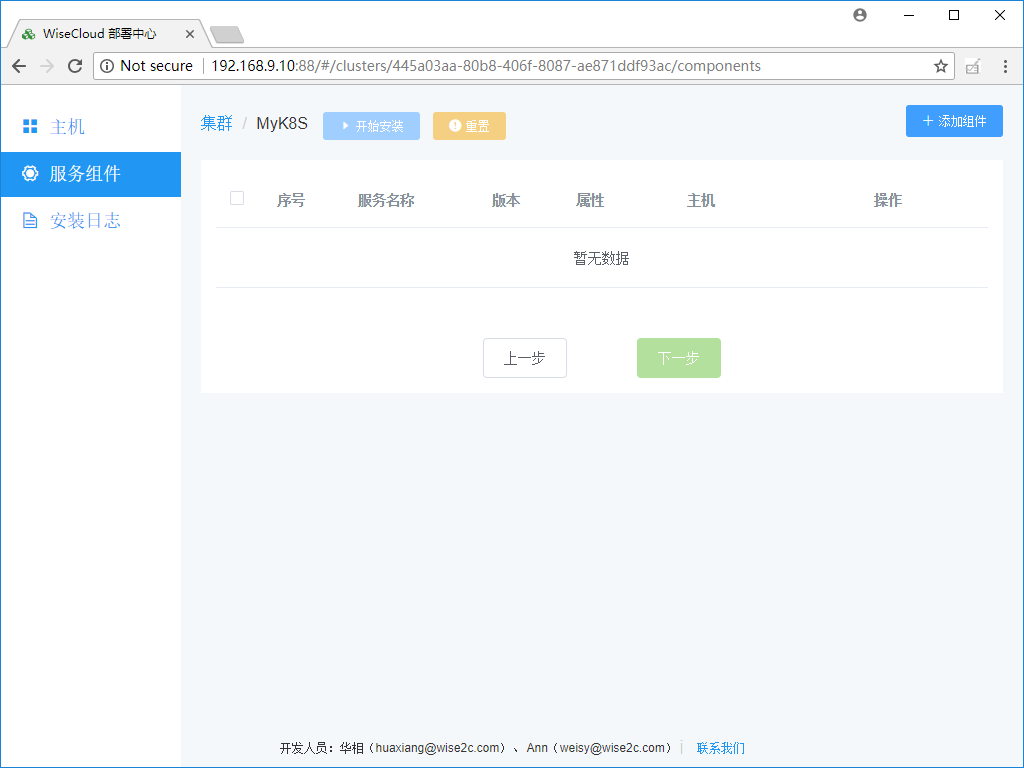 WiseCloud 部署中心
Not secure 192.168.9.10:88/#/clusters/445a03aa-80b8-406f-8087-ae871ddf93ac/components
主机
服务组件
安装日志
集群 / MyK8S 开始安装 重置 添加组件
序号 服务名称 版本 属性 主机 操作
暂无数据
上一步 下一步
开发人员：华相（huaxiang@wise2c.com）、Ann（weisy@wise2c.com） 联系我们